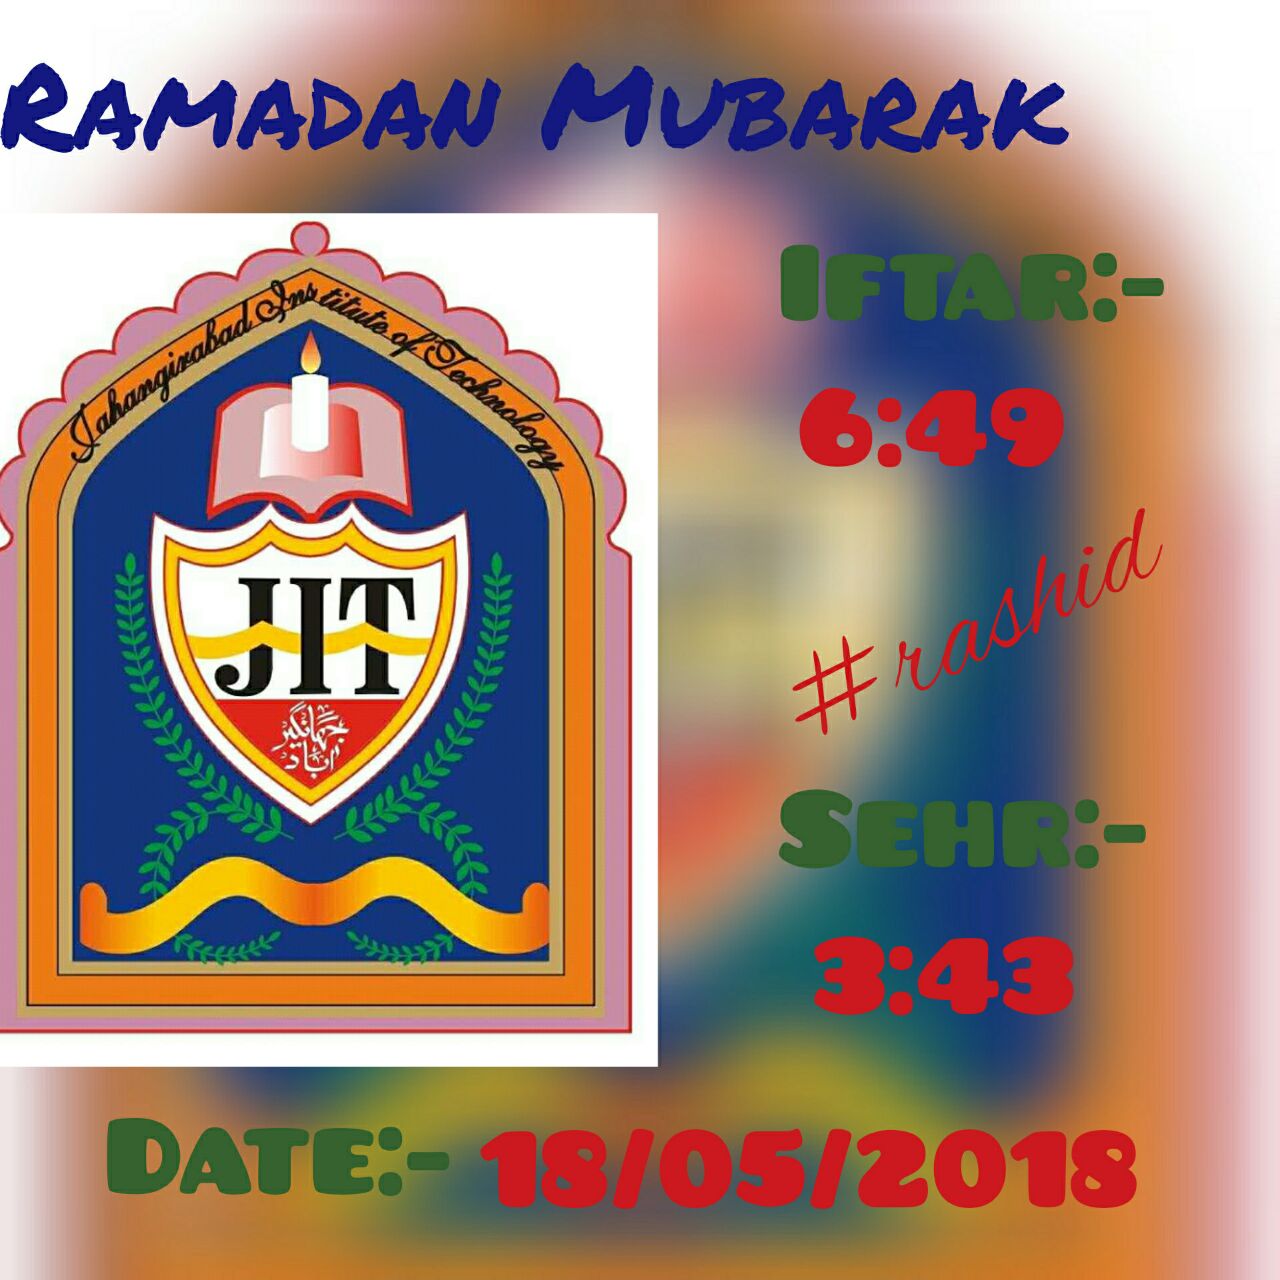 Ramadan Mubarak
Jahangirabad Institute of Technology
JIT
جہانگیر
آباد
Iftar:-
6:49
#rashid
Sehr:-
3:43
Date:- 18/05/2018